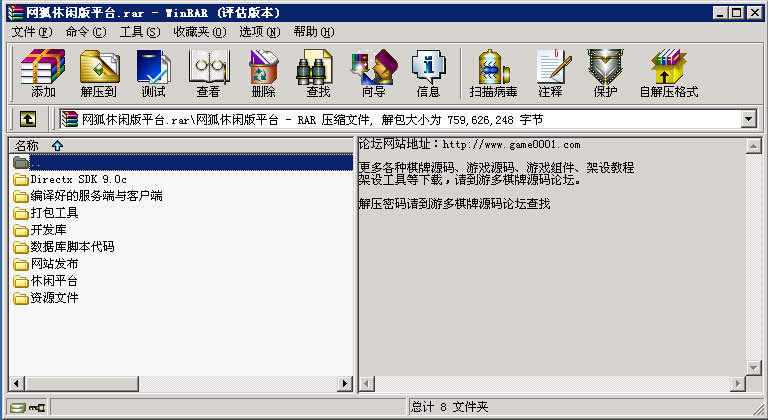 网狐休闲版平台.rar - WinRAR (评估版本)
文件(F) 命令(C) 工具(S) 收藏夹(O) 选项(N) 帮助(H)
添加 解压到 测试 查看 删除 查找 向导 信息 扫描病毒 注释 保护 自解压格式
网狐休闲版平台.rar\网狐休闲版平台 - RAR 压缩文件, 解包大小为 759,626,248 字节
名称
..
Directx SDK 9.0c
编译好的服务端与客户端
打包工具
开发库
数据库脚本代码
网站发布
休闲平台
资源文件
论坛网站地址：http://www.game0001.com
更多各种棋牌源码、游戏源码、游戏组件、架设教程
架设工具等下载，请到游多棋牌源码论坛。
解压密码请到游多棋牌源码论坛查找
总计 8 文件夹